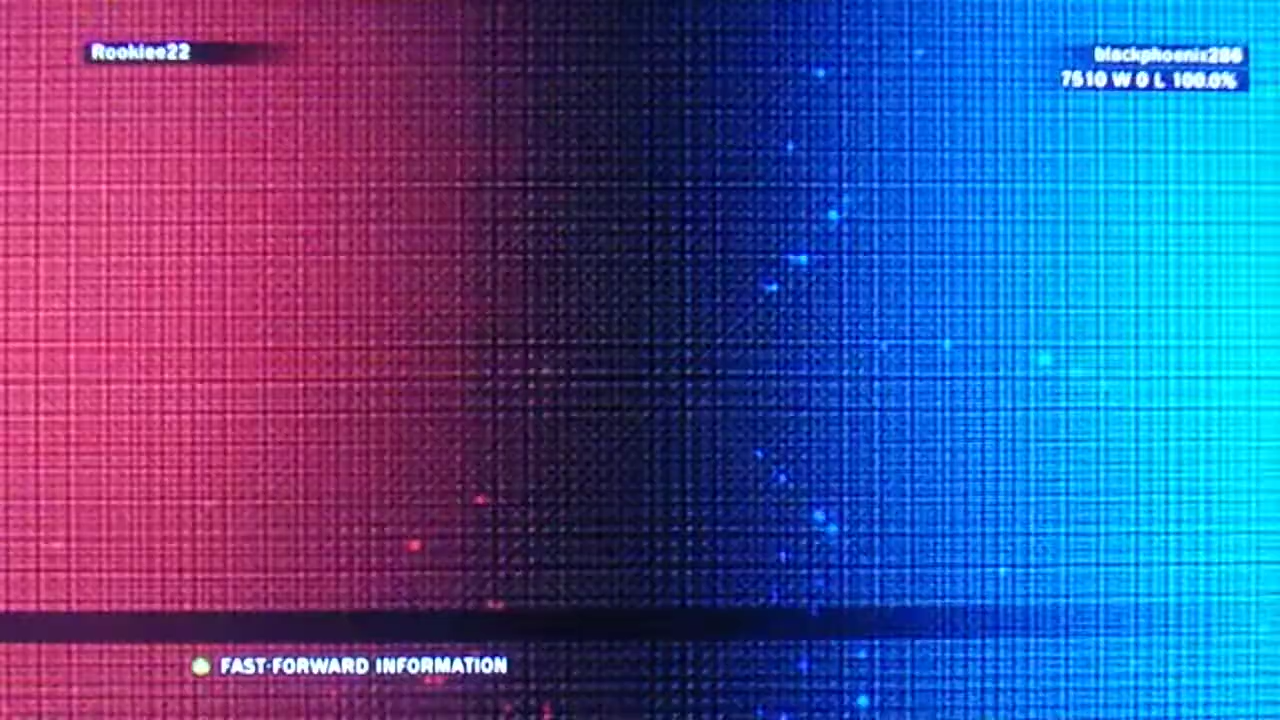 Rookiee22
blackphoenix286
7510 W 0 L 100.0%
FAST-FORWARD INFORMATION